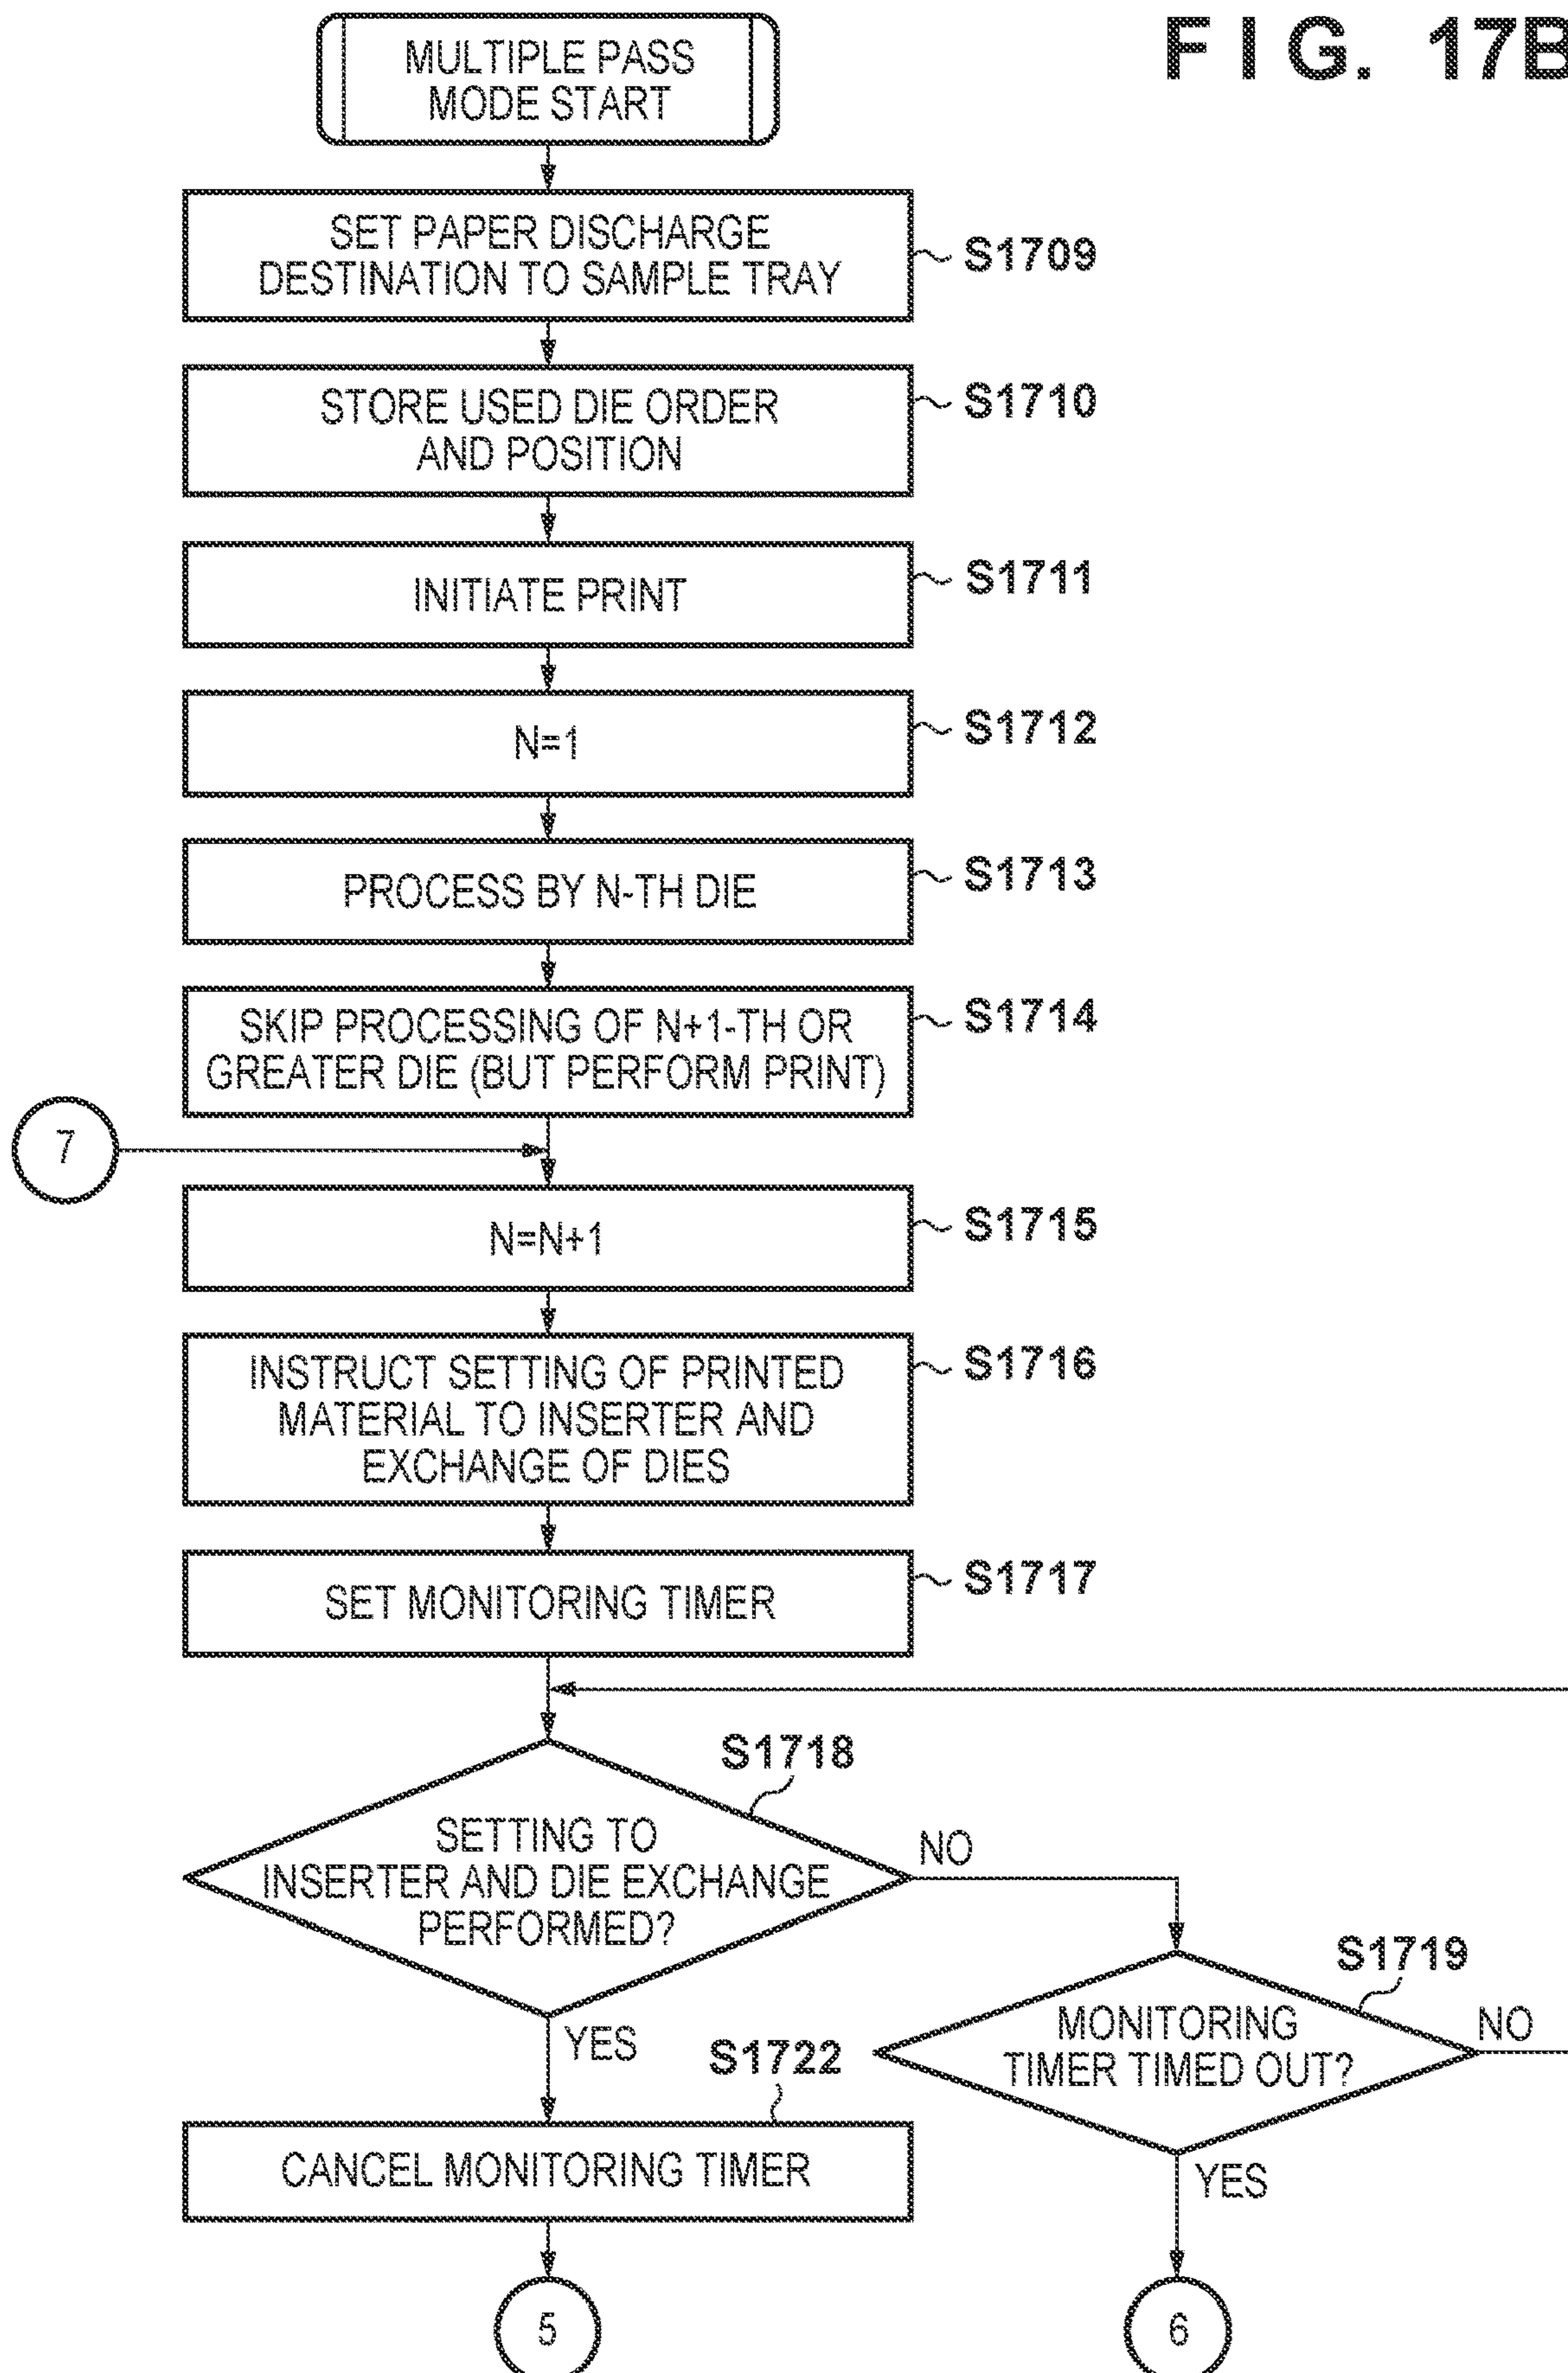 F I G. 17B
MULTIPLE PASS
MODE START
SET PAPER DISCHARGE
DESTINATION TO SAMPLE TRAY
S1709
STORE USED DIE ORDER
AND POSITION
S1710
INITIATE PRINT
S1711
N=1
S1712
PROCESS BY N-TH DIE
S1713
SKIP PROCESSING OF N+1-TH OR
GREATER DIE (BUT PERFORM PRINT)
S1714
7
N=N+1
S1715
INSTRUCT SETTING OF PRINTED
MATERIAL TO INSERTER AND
EXCHANGE OF DIES
S1716
SET MONITORING TIMER
S1717
S1718
SETTING TO
INSERTER AND DIE EXCHANGE
PERFORMED?
NO
YES
S1719
MONITORING
TIMER TIMED OUT?
NO
YES
S1722
CANCEL MONITORING TIMER
5
6